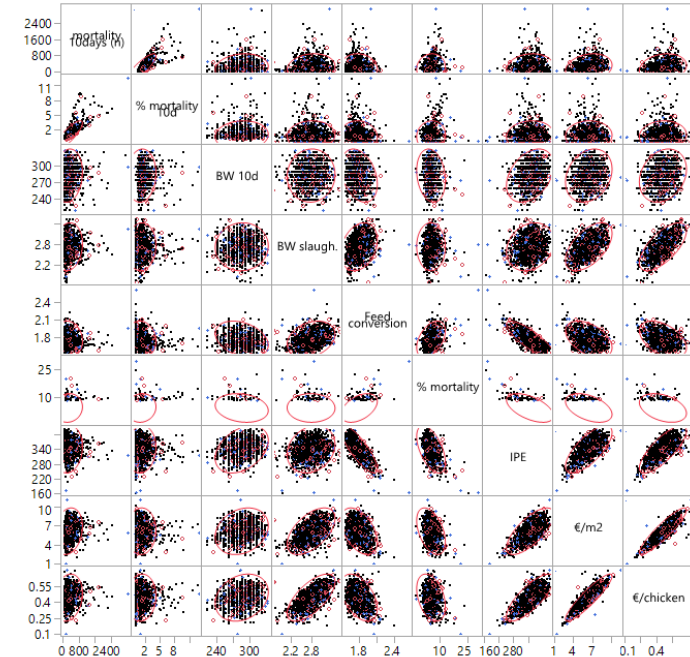 2400
1600
800
0
mortality
10days (n)
11
8
5
2
% mortality
10d
300
270
240
BW 10d
2.8
2.2
BW slaugh.
2.4
2.1
1.8
Feed
conversion
25
10
% mortality
340
280
220
160
IPE
10
7
4
1
€/m2
0.55
0.4
0.25
0.1
€/chicken
0 800 2400
2 5 8
240 300
2.2 2.8
1.8 2.4
10 25
160 280
1 4 7
0.1 0.4